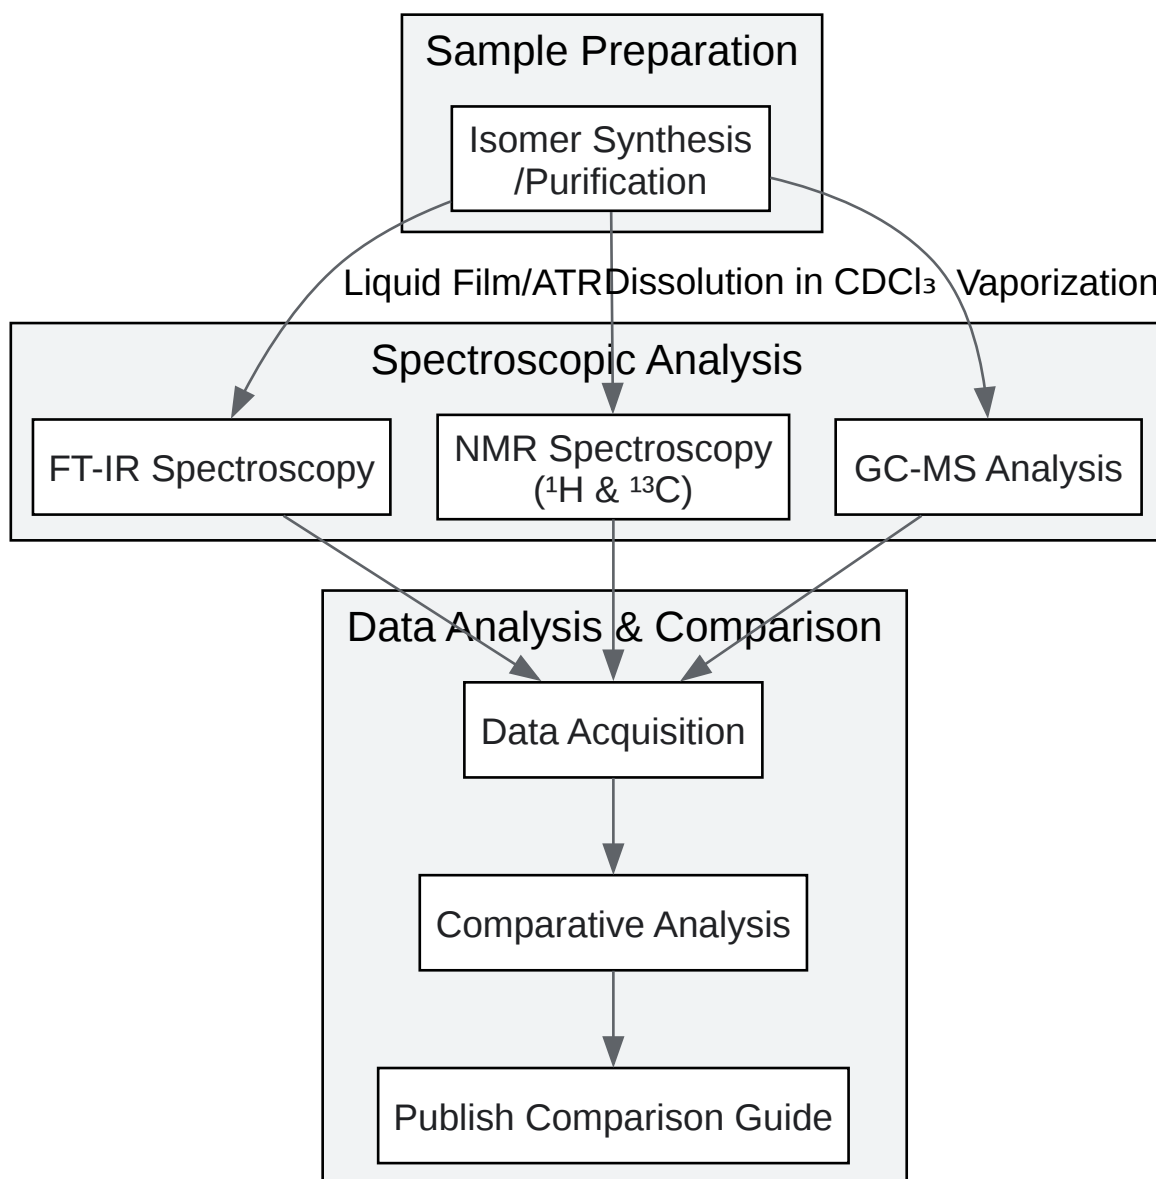 Sample Preparation
Isomer Synthesis
/Purification
Liquid Film/ATR
Dissolution in CDCl₃
Vaporization
Spectroscopic Analysis
FT-IR Spectroscopy
NMR Spectroscopy
(¹H & ¹³C)
GC-MS Analysis
Data Analysis & Comparison
Data Acquisition
Comparative Analysis
Publish Comparison Guide